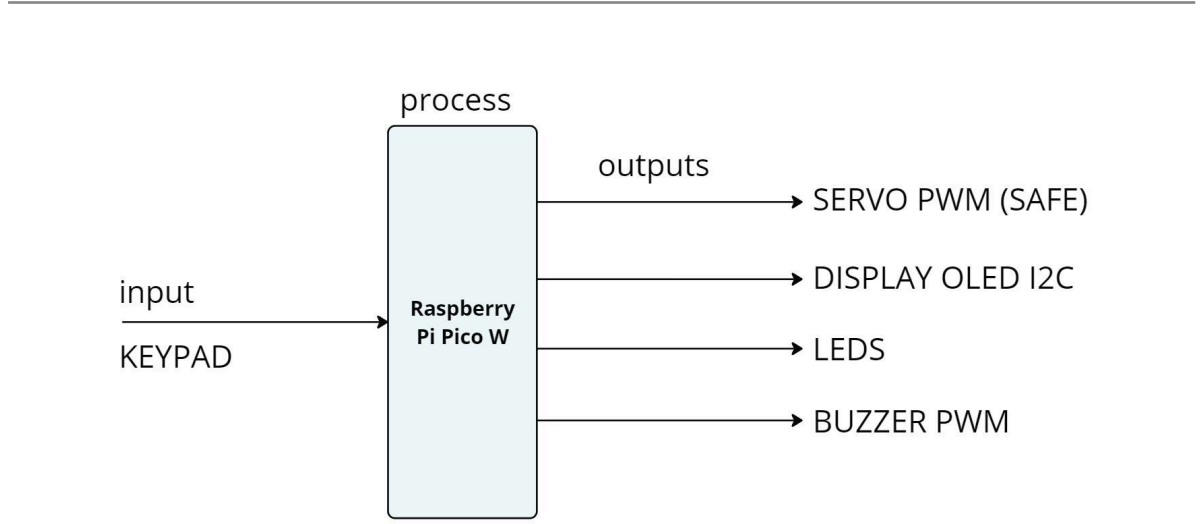 process
outputs
SERVO PWM (SAFE)
DISPLAY OLED I2C
input
Raspberry
Pi Pico W
LEDS
KEYPAD
BUZZER PWM